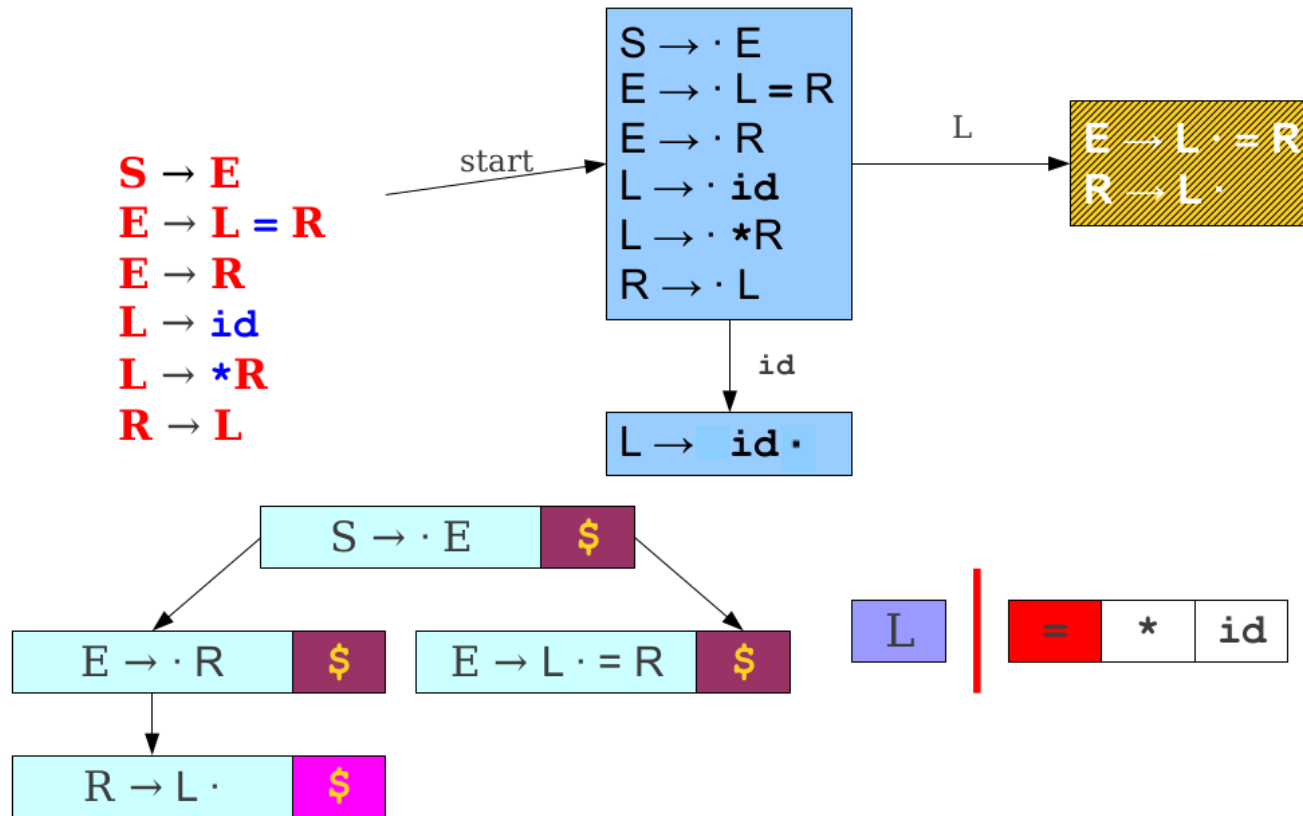 S → E
E → L = R
E → R
L → id
L → *R
R → L
start
S → · E
E → · L = R
E → · R
L → · id
L → · *R
R → · L
L
E → L · = R
R → L ·
id
L → id ·
S → · E $
E → · R $
E → L · = R $
R → L · $
L = * id